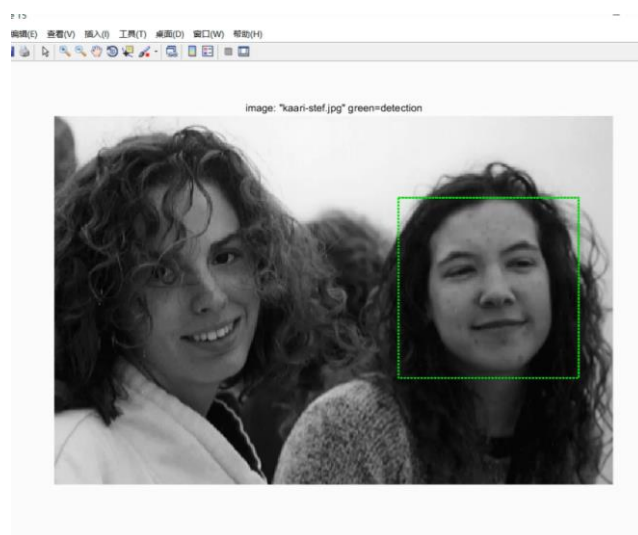 e 15
编辑(E) 查看(V) 插入(I) 工具(T) 桌面(D) 窗口(W) 帮助(H)
image: "kaari-stef.jpg" green=detection